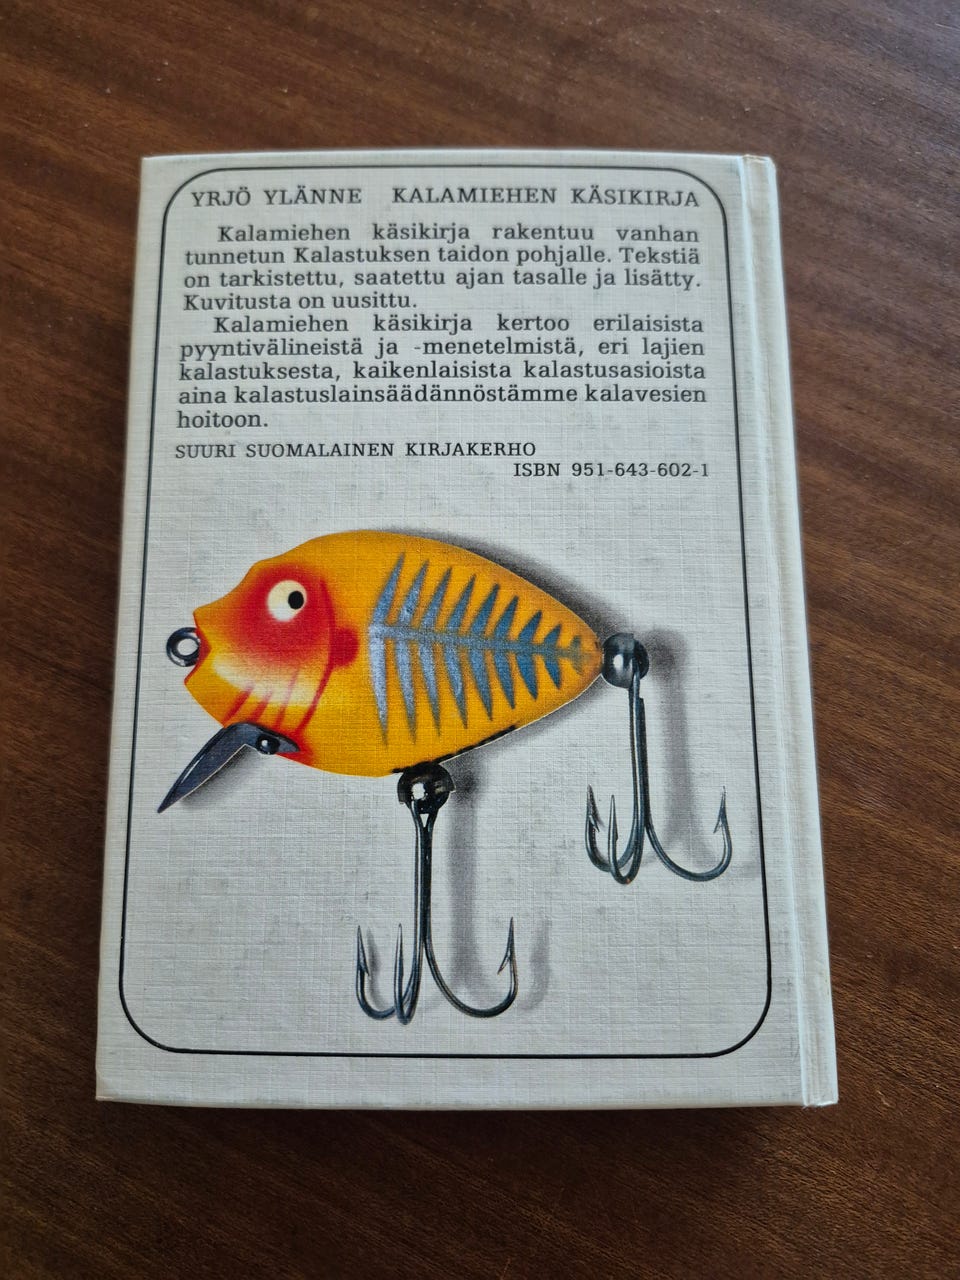 YRJÖ YLÄNNE KALAMIEHEN KÄSIKIRJA
Kalamiehen käsikirja rakentuu vanhan
tunnetun Kalastuksen taidon pohjalle. Tekstiä
on tarkistettu, saatettu ajan tasalle ja lisätty.
Kuvitusta on uusittu.
Kalamiehen käsikirja kertoo erilaisista
pyyntivälineistä ja -menetelmistä, eri lajien
kalastuksesta, kaikenlaisista kalastusasioista
aina kalastuslainsäädännöstämme kalavesien
hoitoon.
SUURI SUOMALAINEN KIRJAKERHO
ISBN 951-643-602-1